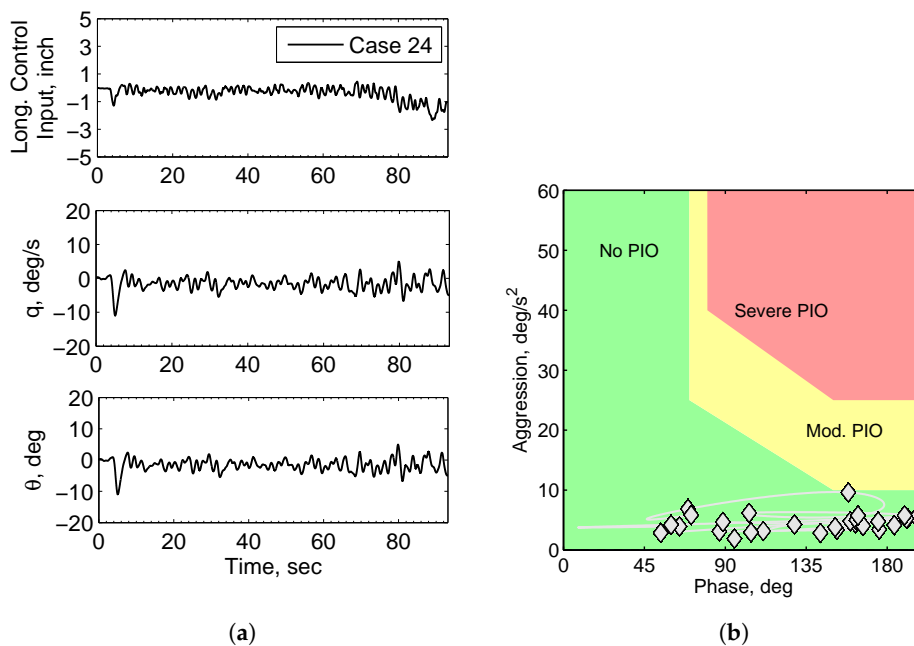 5
3
1
−1
−3
−5
Long. Control
Input, inch
Case 24
0 20 40 60 80
20
10
0
−10
−20
q, deg/s
0 20 40 60 80
20
10
0
−10
−20
θ, deg
0 20 40 60 80
Time, sec
(a)
60
50
40
30
20
10
0
Aggression, deg/s²
No PIO
Severe PIO
Mod. PIO
0 45 90 135 180
Phase, deg
(b)